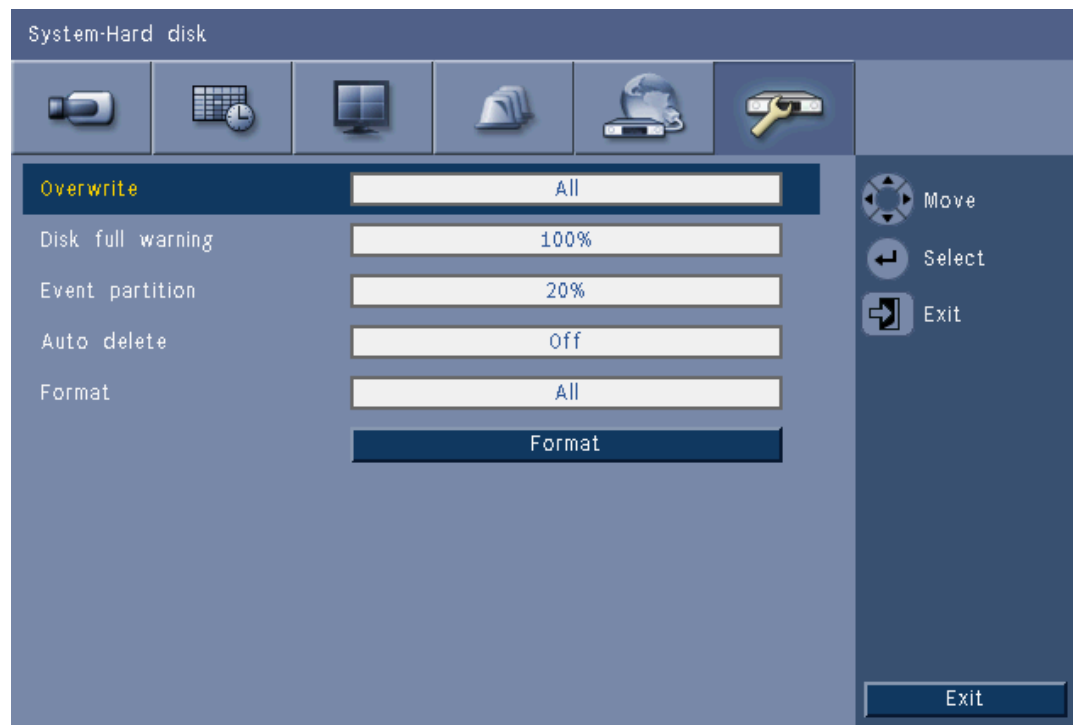 System-Hard disk
Overwrite All
Disk full warning 100%
Event partition 20%
Auto delete Off
Format All
Format
Move
Select
Exit
Exit